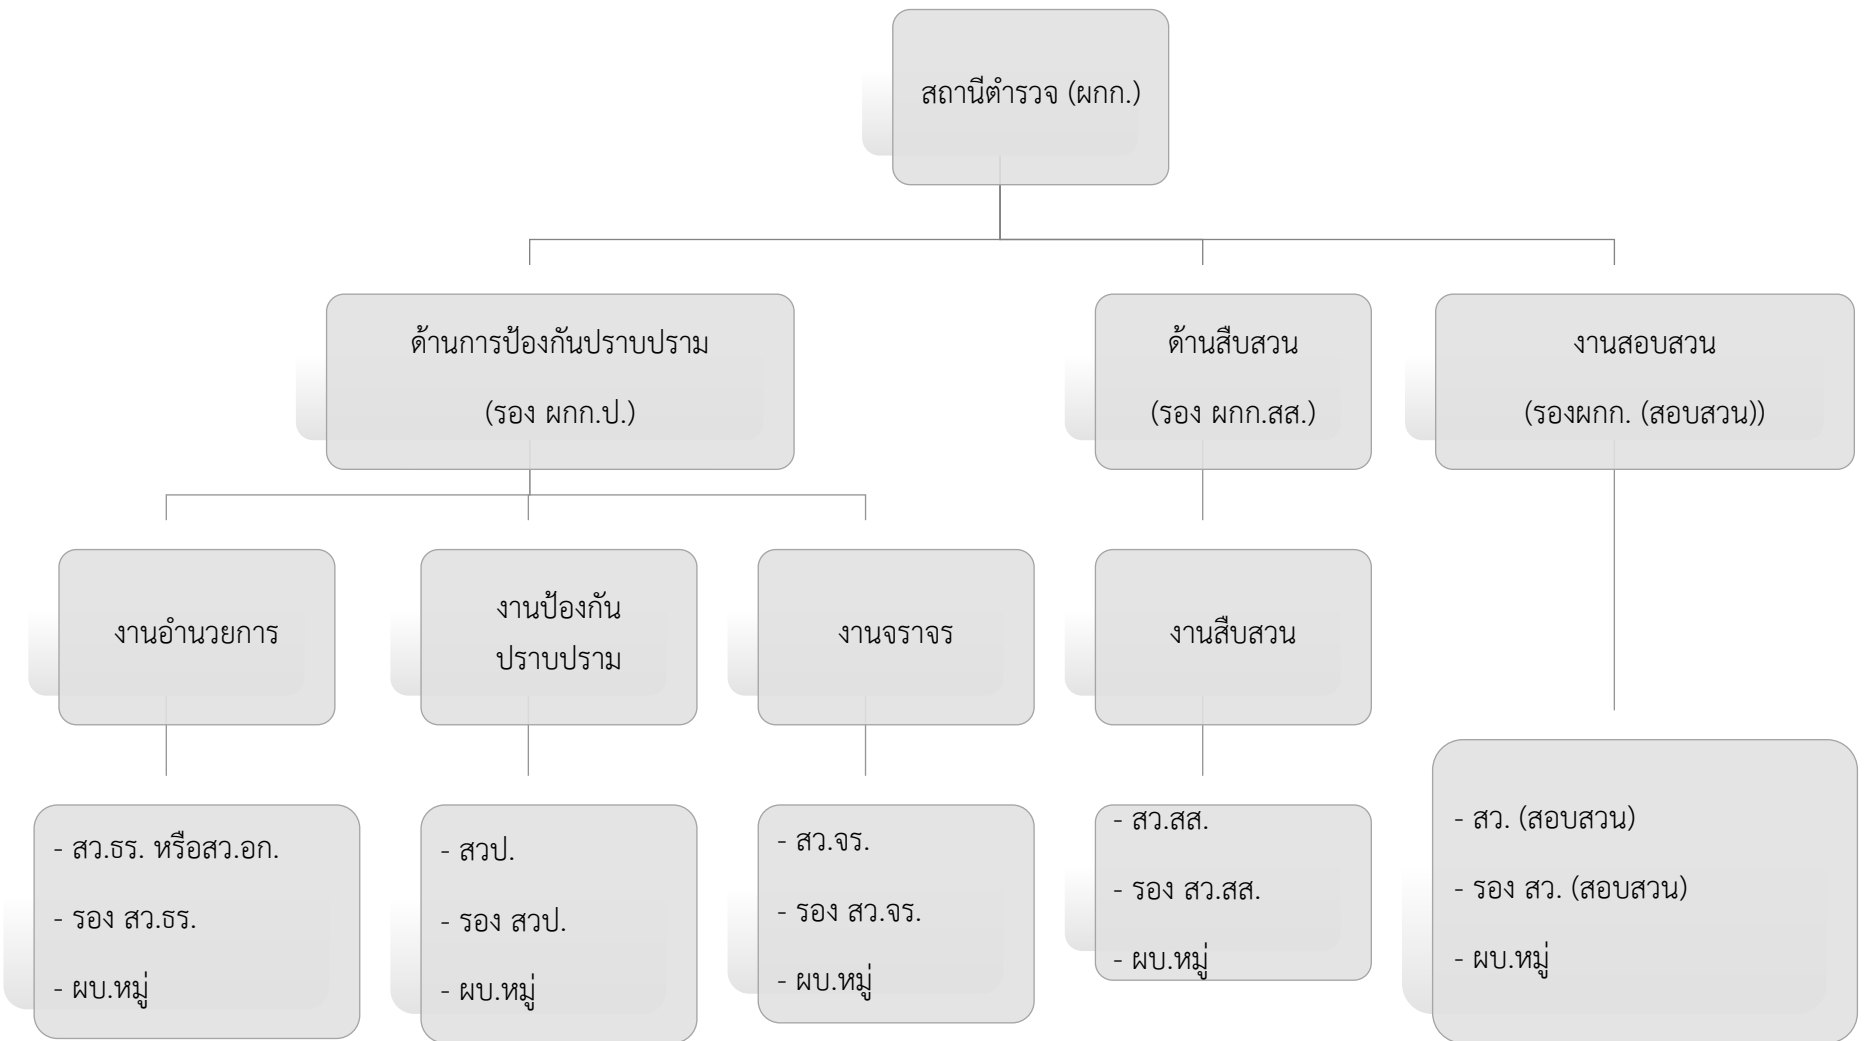 สถานีตำรวจ (ผกก.)
ด้านการป้องกันปราบปราม
(รอง ผกก.ป.)
ด้านสืบสวน
(รอง ผกก.สส.)
งานสอบสวน
(รองผกก. (สอบสวน))
งานอำนวยการ
งานป้องกัน
ปราบปราม
งานจราจร
งานสืบสวน
- สว.ธร. หรือสว.อก.
- รอง สว.ธร.
- ผบ.หมู่
- สวป.
- รอง สวป.
- ผบ.หมู่
- สว.จร.
- รอง สว.จร.
- ผบ.หมู่
- สว.สส.
- รอง สว.สส.
- ผบ.หมู่
- สว. (สอบสวน)
- รอง สว. (สอบสวน)
- ผบ.หมู่